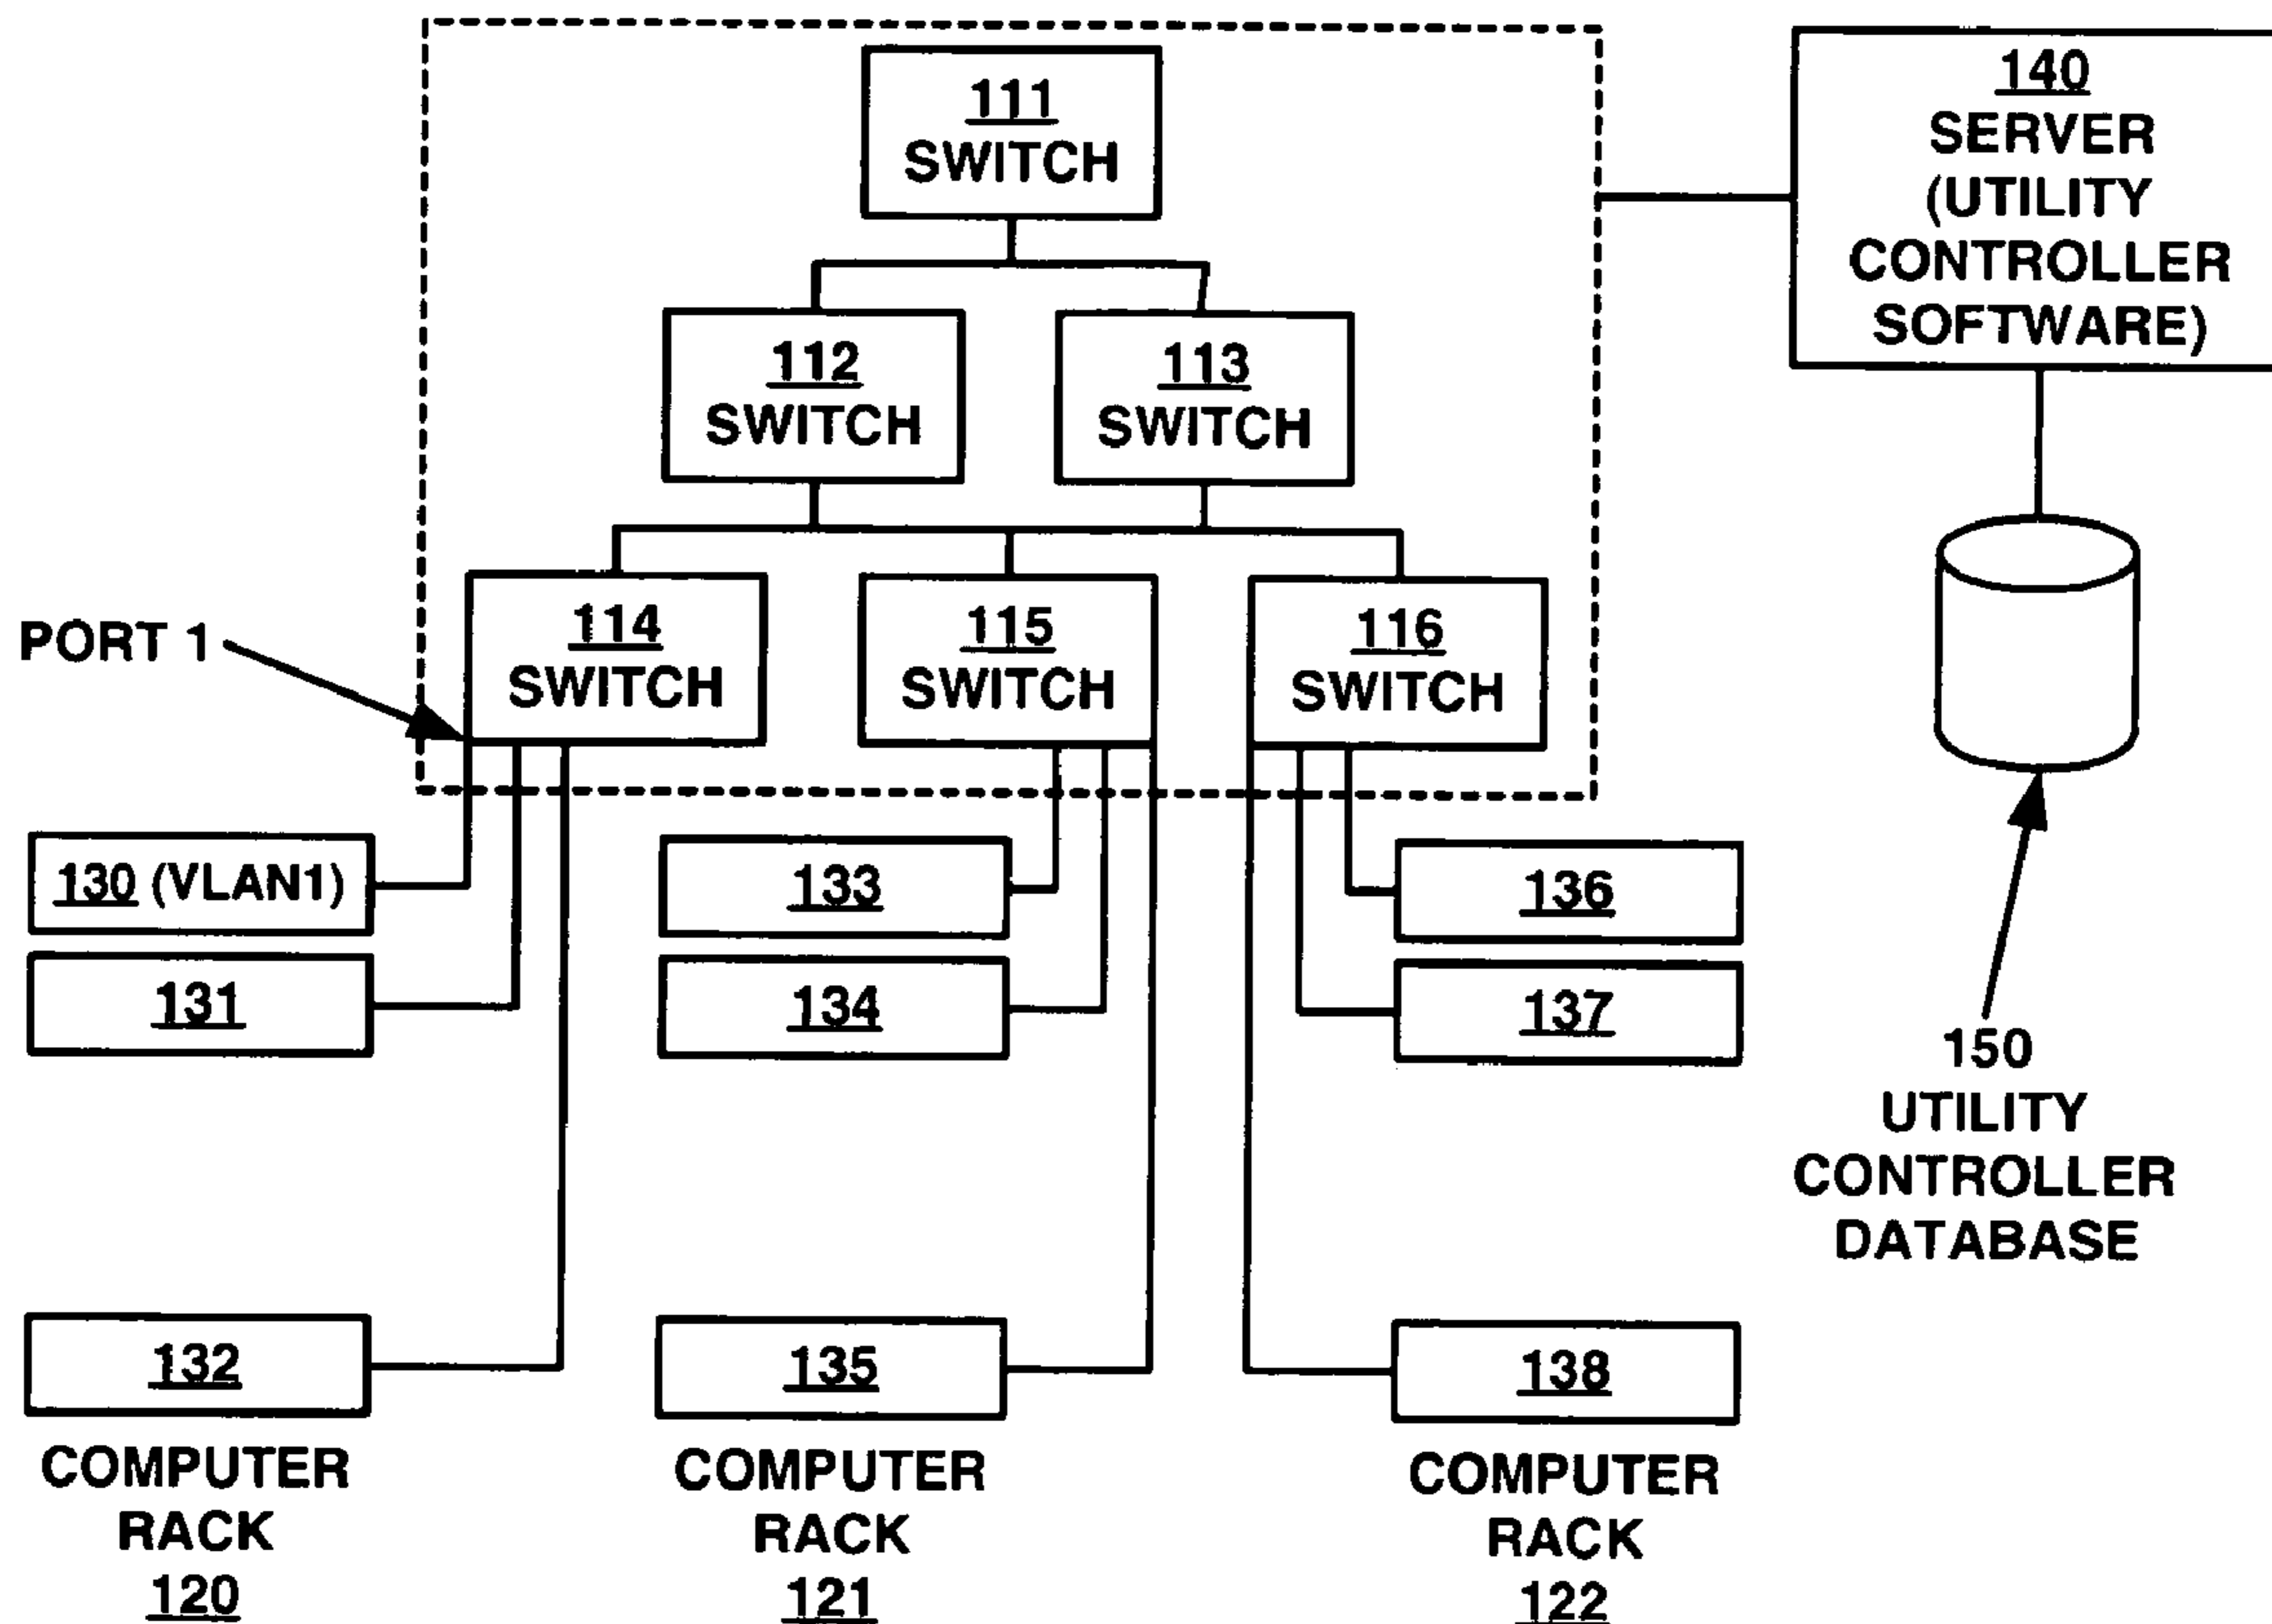 111
SWITCH
140
SERVER
(UTILITY
CONTROLLER
SOFTWARE)
112
SWITCH
113
SWITCH
PORT 1
114
SWITCH
115
SWITCH
116
SWITCH
130 (VLAN1)
133
136
131
134
137
150
UTILITY
CONTROLLER
DATABASE
132
135
138
COMPUTER
RACK
120
COMPUTER
RACK
121
COMPUTER
RACK
122